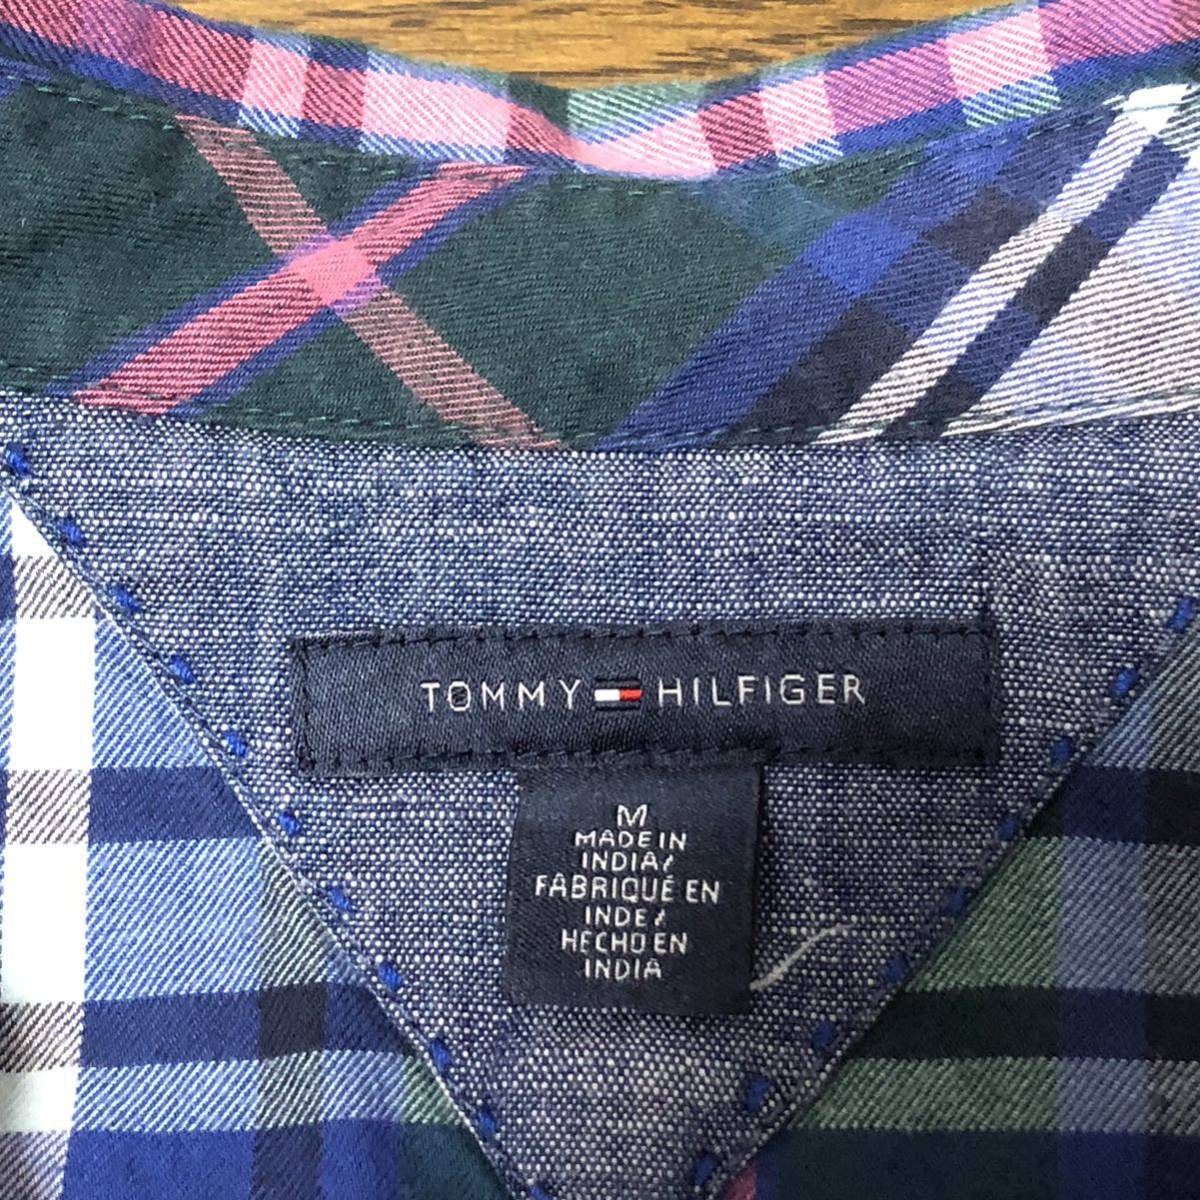 TOMMY HILFIGER
M
MADE IN
INDIA/
FABRIQUÉ EN
INDE/
HECHO EN
INDIA